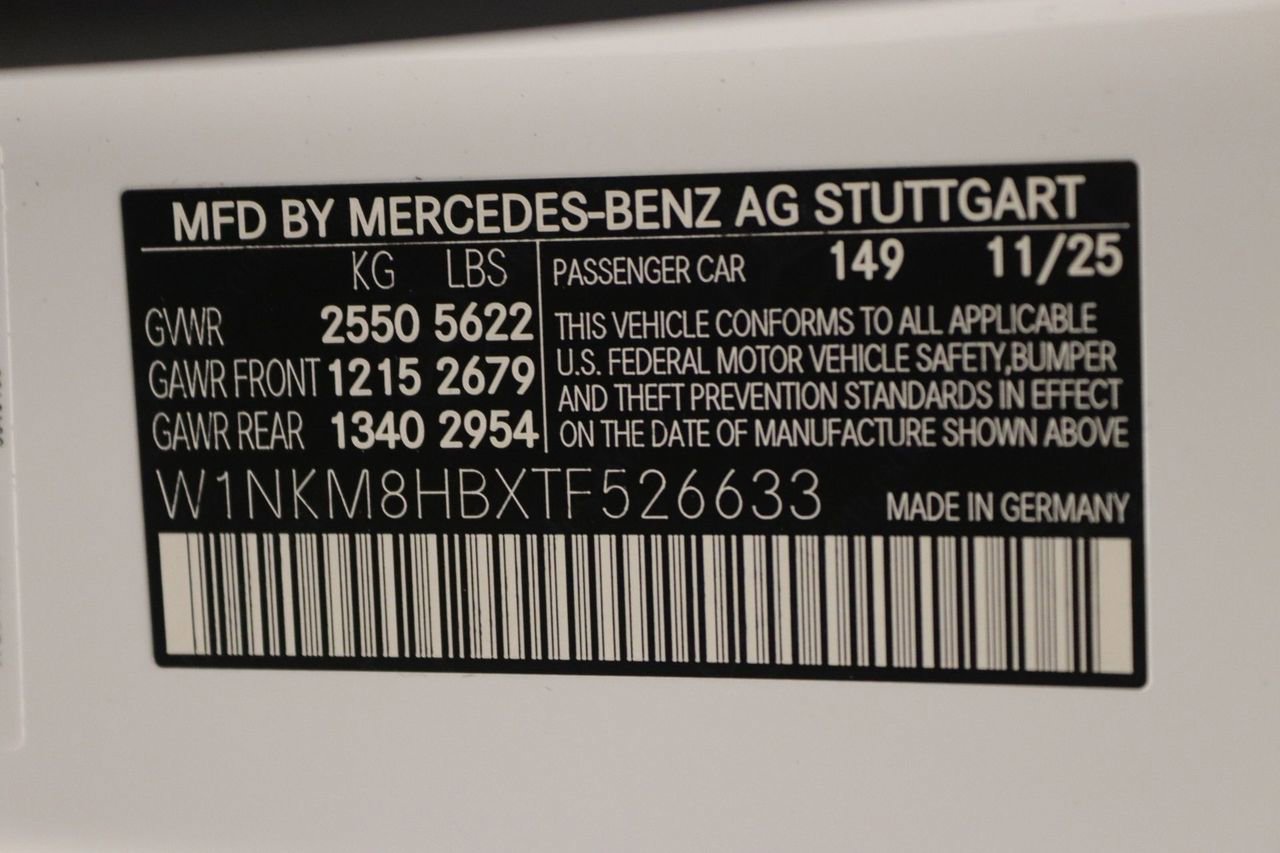 MFD BY MERCEDES-BENZ AG STUTTGART
KG LBS
GVWR 2550 5622
GAWR FRONT 1215 2679
GAWR REAR 1340 2954
PASSENGER CAR 149 11/25
THIS VEHICLE CONFORMS TO ALL APPLICABLE
U.S. FEDERAL MOTOR VEHICLE SAFETY,BUMPER
AND THEFT PREVENTION STANDARDS IN EFFECT
ON THE DATE OF MANUFACTURE SHOWN ABOVE
W1NKM8HBXTF526633
MADE IN GERMANY